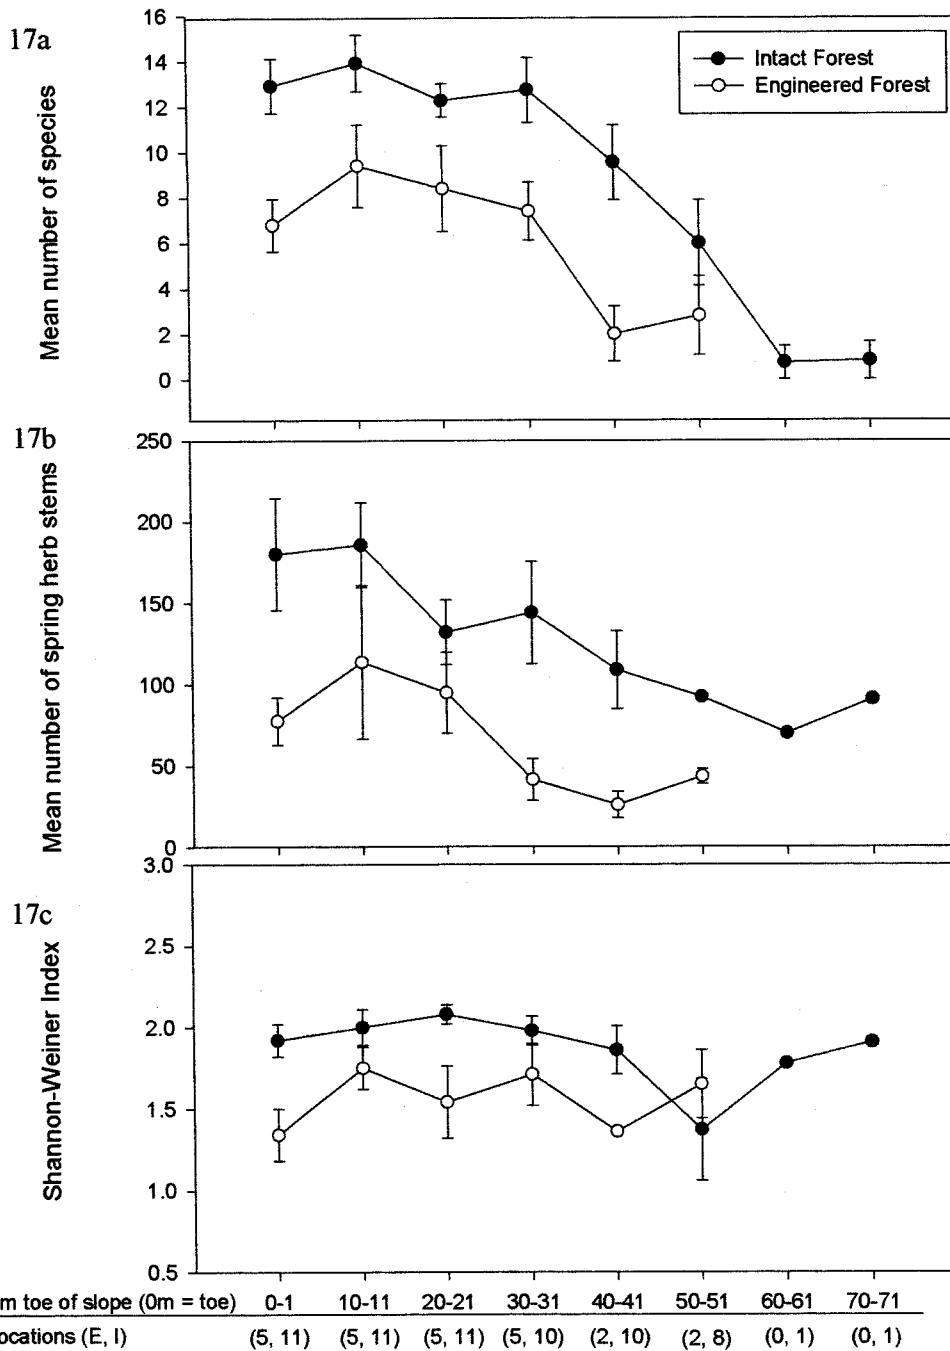 17a
Mean number of species
16
14
12
10
8
6
4
2
0
Intact Forest
Engineered Forest
17b
Mean number of spring herb stems
250
200
150
100
50
0
17c
Shannon-Weiner Index
3.0
2.5
2.0
1.5
1.0
0.5
m toe of slope (0m = toe) 0-1 10-11 20-21 30-31 40-41 50-51 60-61 70-71
ocations (E, I) (5, 11) (5, 11) (5, 11) (5, 10) (2, 10) (2, 8) (0, 1) (0, 1)